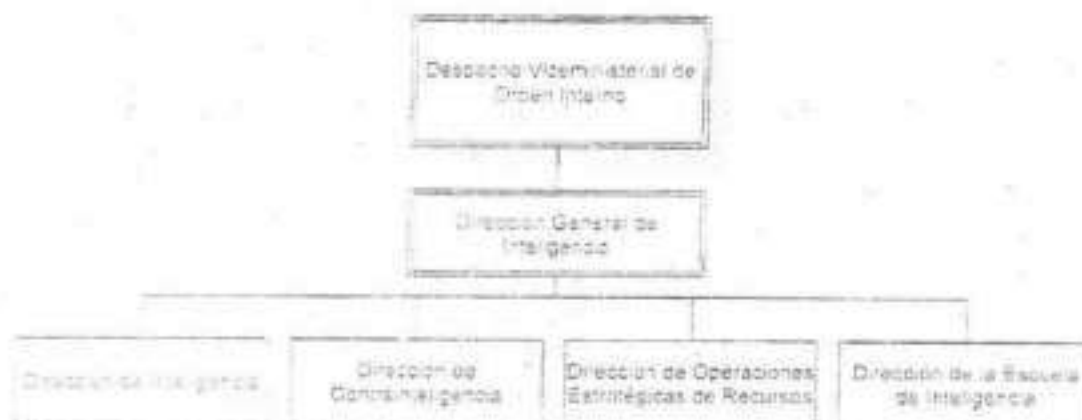 Despacho Viceministerial de
Orden Interno
Dirección General de
Inteligencia
Dirección de Inteligencia
Dirección de
Contrainteligencia
Dirección de Operaciones
Estratégicas de Recursos
Dirección de la Escuela
de Inteligencia